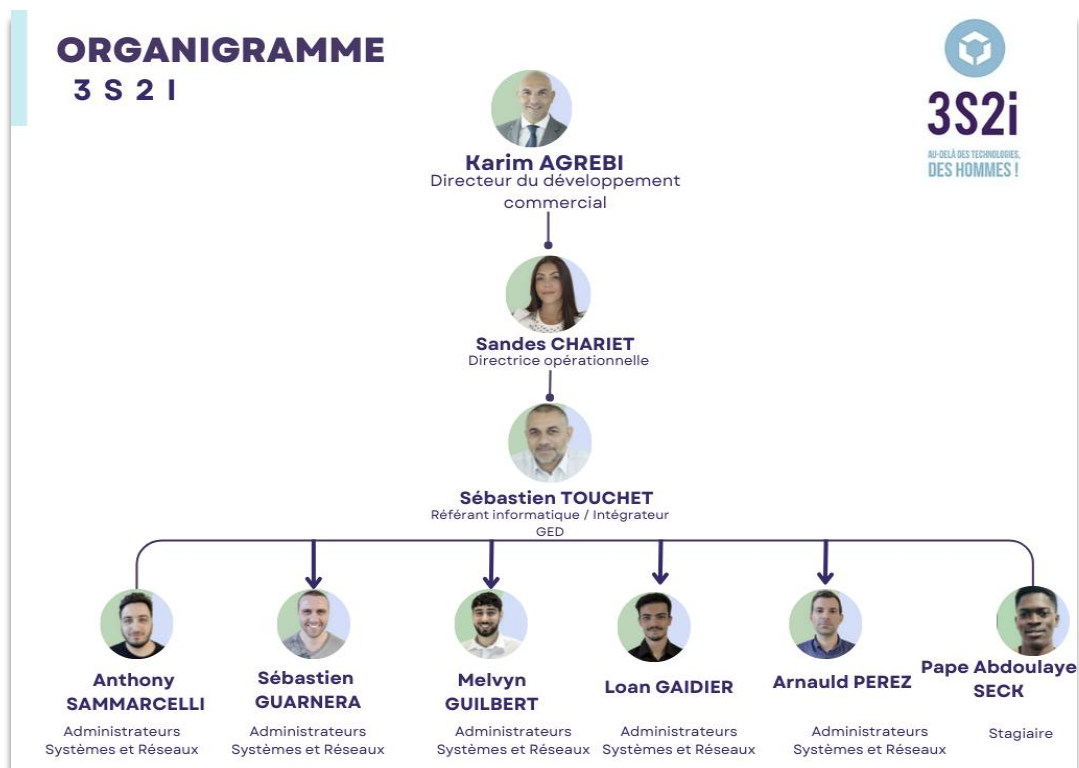 ORGANIGRAMME
3S2I
3S2i
AU-DELÀ DES TECHNOLOGIES,
DES HOMMES !
Karim AGREBI
Directeur du développement
commercial
Sandes CHARIET
Directrice opérationnelle
Sébastien TOUCHET
Référant informatique / Intégrateur
GED
Anthony
SAMMARCELLI
Administrateurs
Systèmes et Réseaux
Sébastien
GUARNERA
Administrateurs
Systèmes et Réseaux
Melvyn
GUILBERT
Administrateurs
Systèmes et Réseaux
Loan GAIDIER
Administrateurs
Systèmes et Réseaux
Arnauld PEREZ
Administrateurs
Systèmes et Réseaux
Pape Abdoulaye
SECK
Stagiaire